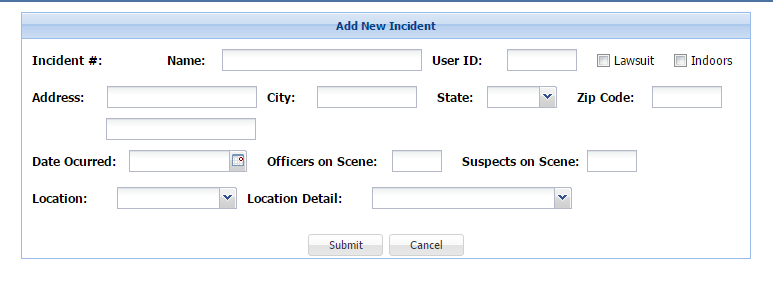 Add New Incident
Incident #: Name: User ID: Lawsuit Indoors
Address: City: State: Zip Code:
Date Ocurred: Officers on Scene: Suspects on Scene:
Location: Location Detail:
Submit Cancel